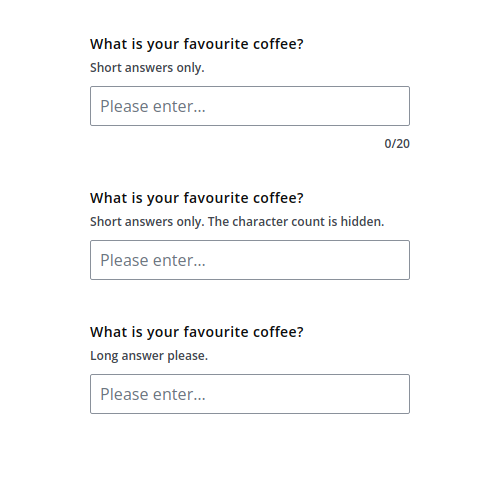 What is your favourite coffee?
Short answers only.
Please enter...
0/20
What is your favourite coffee?
Short answers only. The character count is hidden.
Please enter...
What is your favourite coffee?
Long answer please.
Please enter...